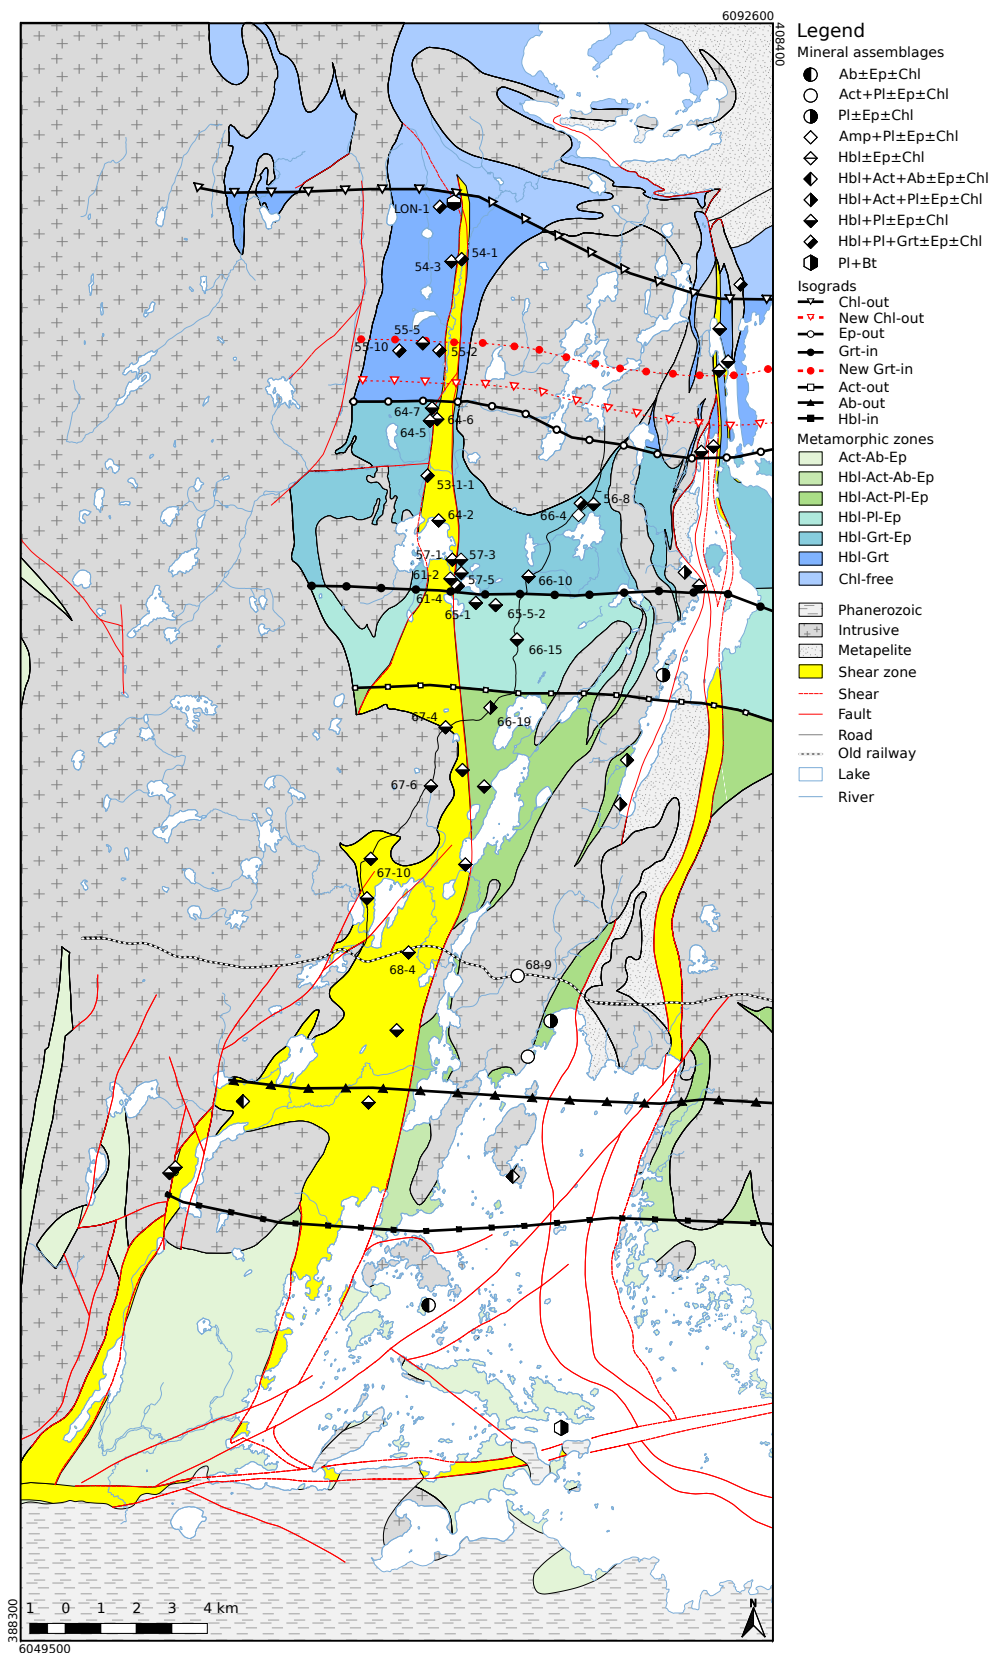 6092600
408400
LON-1
54-1
54-3
55-5
55-10
55-2
64-7
64-6
64-5
53-1-1
64-2
56-8
66-4
57-1
57-3
61-2
57-5
66-10
61-4
65-1
65-5-2
66-15
66-19
67-4
67-6
67-10
68-4
68-9
1 0 1 2 3 4 km
N
388300
6049500
Legend
Mineral assemblages
Ab±Ep±Chl
Act+Pl±Ep±Chl
Pl±Ep±Chl
Amp+Pl±Ep±Chl
Hbl±Ep±Chl
Hbl+Act+Ab±Ep±Chl
Hbl+Act+Pl±Ep±Chl
Hbl+Pl±Ep±Chl
Hbl+Pl+Grt±Ep±Chl
Pl+Bt
Isograds
Chl-out
New Chl-out
Ep-out
Grt-in
New Grt-in
Act-out
Ab-out
Hbl-in
Metamorphic zones
Act-Ab-Ep
Hbl-Act-Ab-Ep
Hbl-Act-Pl-Ep
Hbl-Pl-Ep
Hbl-Grt-Ep
Hbl-Grt
Chl-free
Phanerozoic
Intrusive
Metapelite
Shear zone
Shear
Fault
Road
Old railway
Lake
River